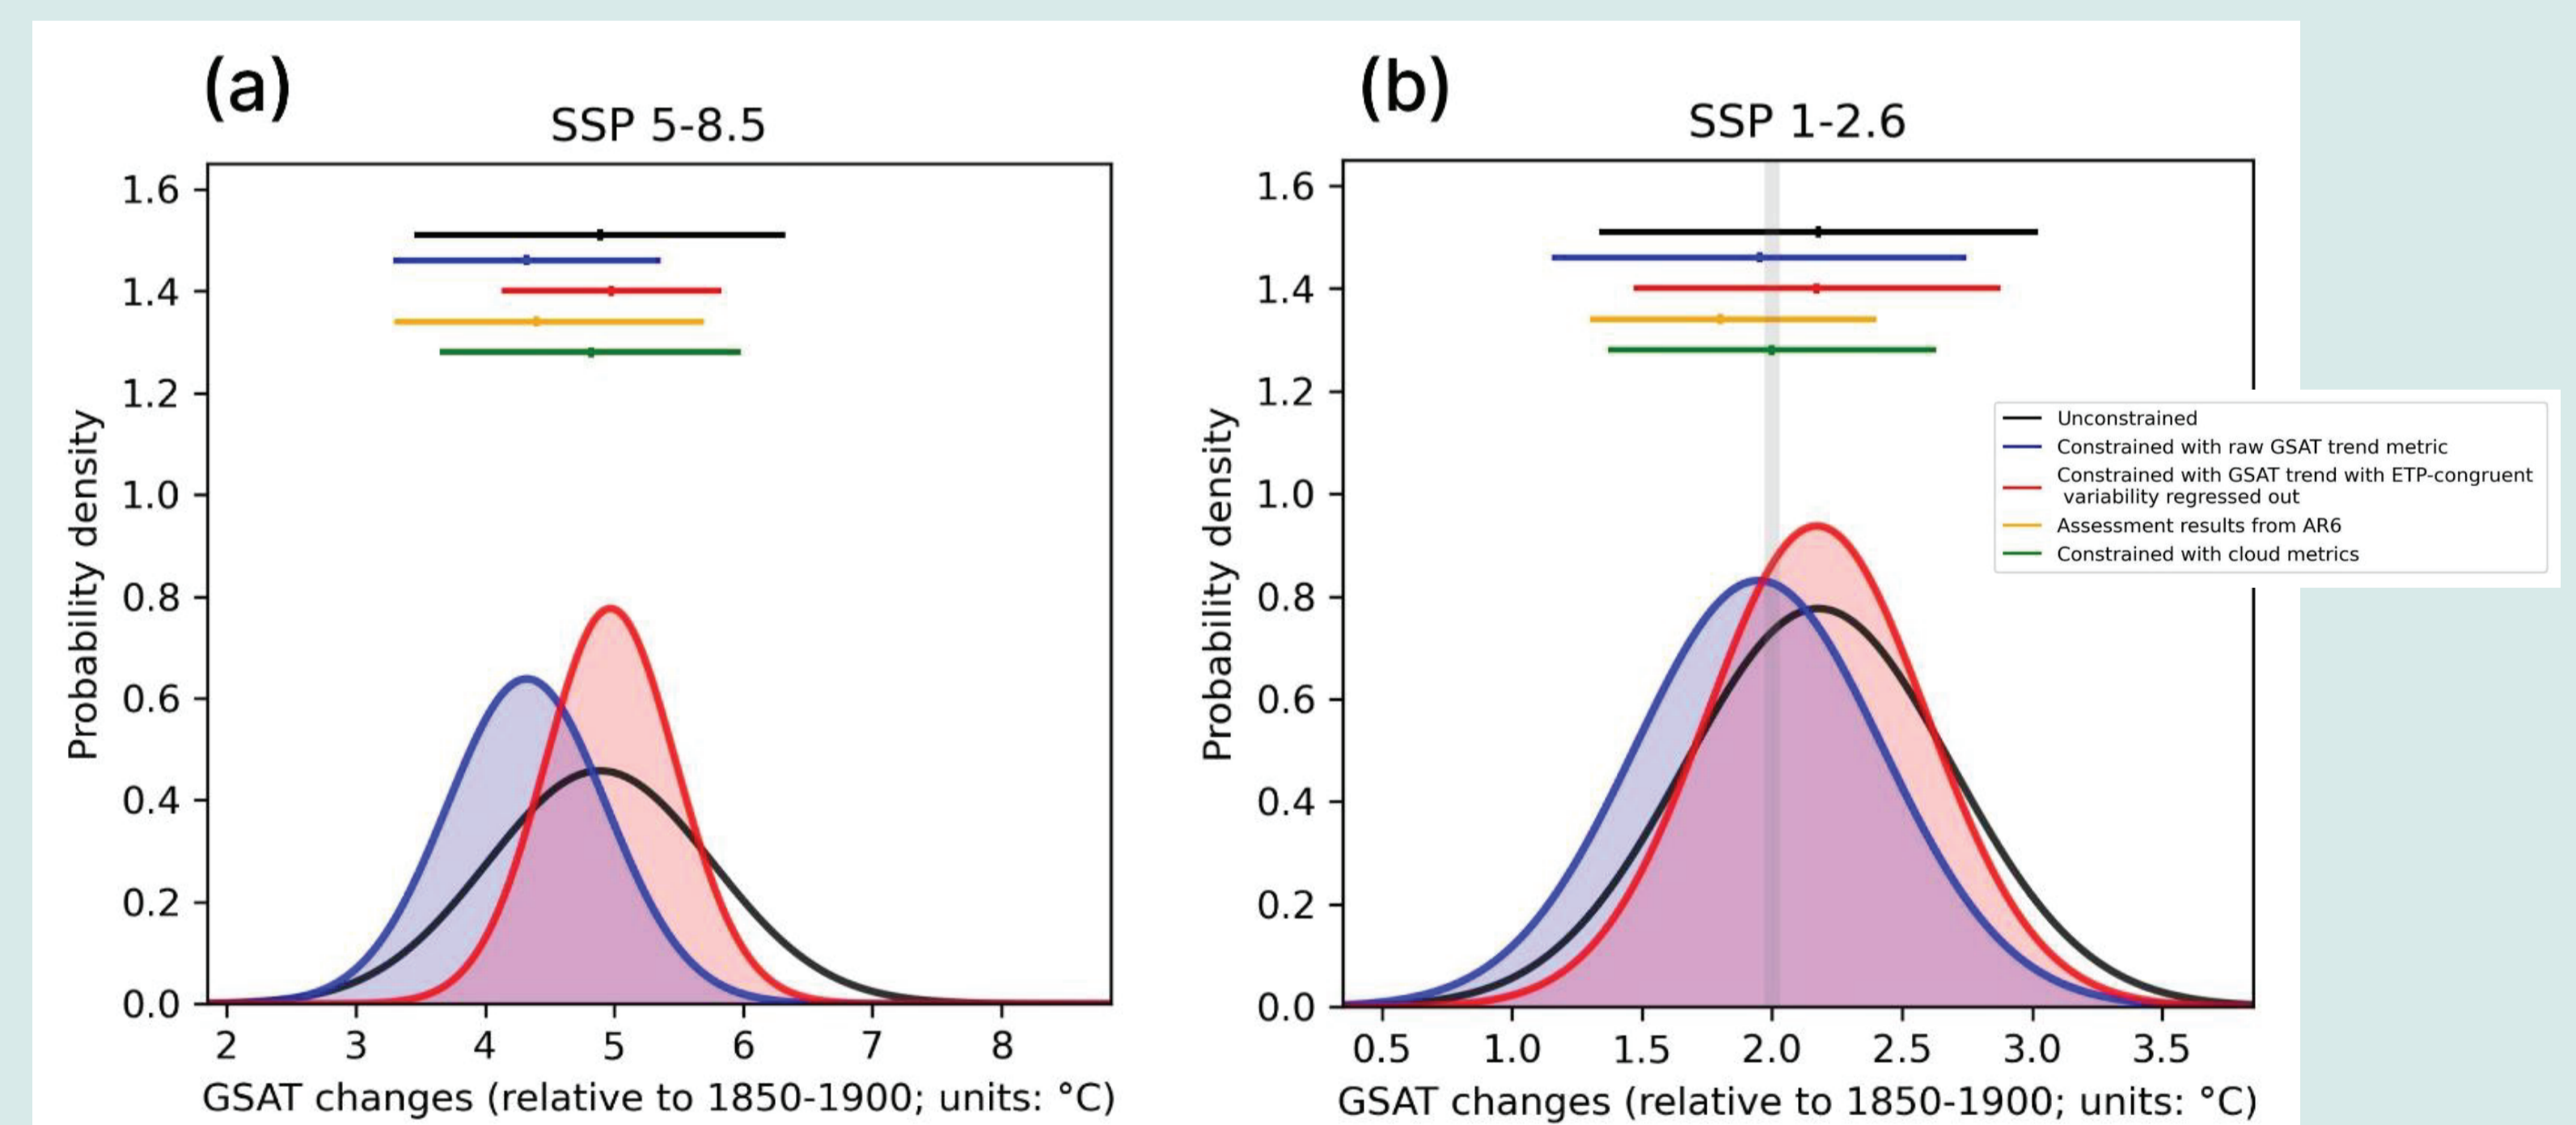 (a)
SSP 5-8.5
1.6
1.4
1.2
1.0
0.8
0.6
0.4
0.2
0.0
Probability density
2 3 4 5 6 7 8
GSAT changes (relative to 1850-1900; units: °C)
(b)
SSP 1-2.6
1.6
1.4
1.2
1.0
0.8
0.6
0.4
0.2
0.0
Probability density
0.5 1.0 1.5 2.0 2.5 3.0 3.5
GSAT changes (relative to 1850-1900; units: °C)
Unconstrained
Constrained with raw GSAT trend metric
Constrained with GSAT trend with ETP-congruent
variability regressed out
Assessment results from AR6
Constrained with cloud metrics